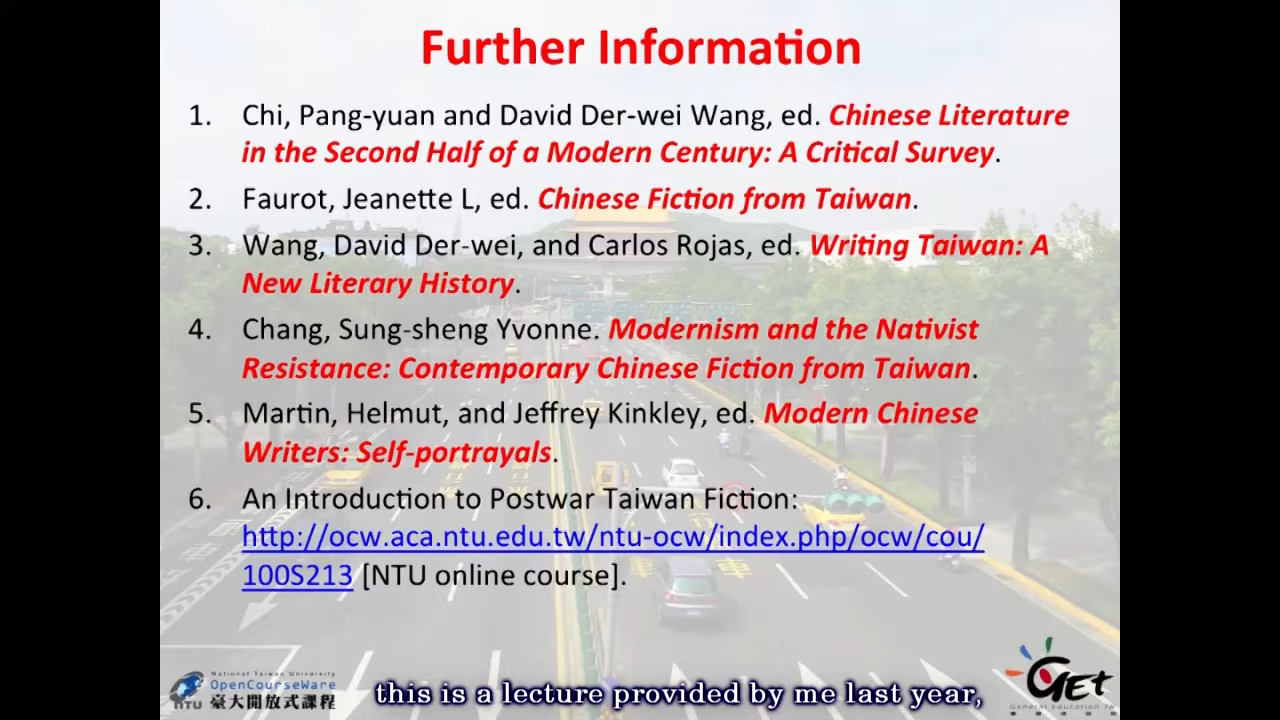 Further Information
1. Chi, Pang-yuan and David Der-wei Wang, ed. Chinese Literature
in the Second Half of a Modern Century: A Critical Survey.
2. Faurot, Jeanette L, ed. Chinese Fiction from Taiwan.
3. Wang, David Der-wei, and Carlos Rojas, ed. Writing Taiwan: A
New Literary History.
4. Chang, Sung-sheng Yvonne. Modernism and the Nativist
Resistance: Contemporary Chinese Fiction from Taiwan.
5. Martin, Helmut, and Jeffrey Kinkley, ed. Modern Chinese
Writers: Self-portrayals.
6. An Introduction to Postwar Taiwan Fiction:
http://ocw.aca.ntu.edu.tw/ntu-ocw/index.php/ocw/cou/
100S213 [NTU online course].
National Taiwan University
OpenCourseWare
NTU 臺大開放式課程
this is a lecture provided by me last year,
GET
General Education